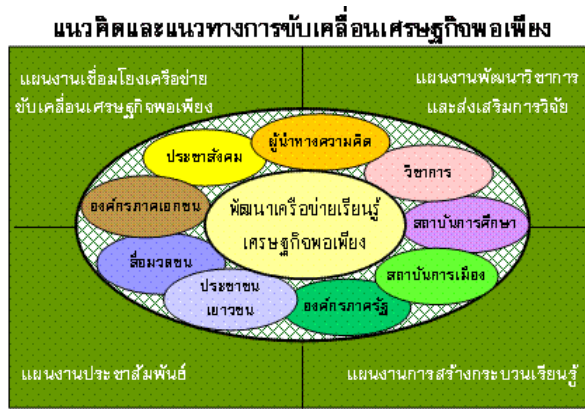 แนวคิดและแนวทางการขับเคลื่อนเศรษฐกิจพอเพียง
แผนงานเชื่อมโยงเครือข่าย
ขับเคลื่อนเศรษฐกิจพอเพียง
แผนงานพัฒนาวิชาการ
และส่งเสริมการวิจัย
ผู้นำทางความคิด
ประชาสังคม
วิชาการ
องค์กรภาคเอกชน
พัฒนาเครือข่ายเรียนรู้
เศรษฐกิจพอเพียง
สถาบันการศึกษา
สื่อมวลชน
สถาบันการเมือง
ประชาชน
เยาวชน
องค์กรภาครัฐ
แผนงานประชาสัมพันธ์
แผนงานการสร้างกระบวนเรียนรู้